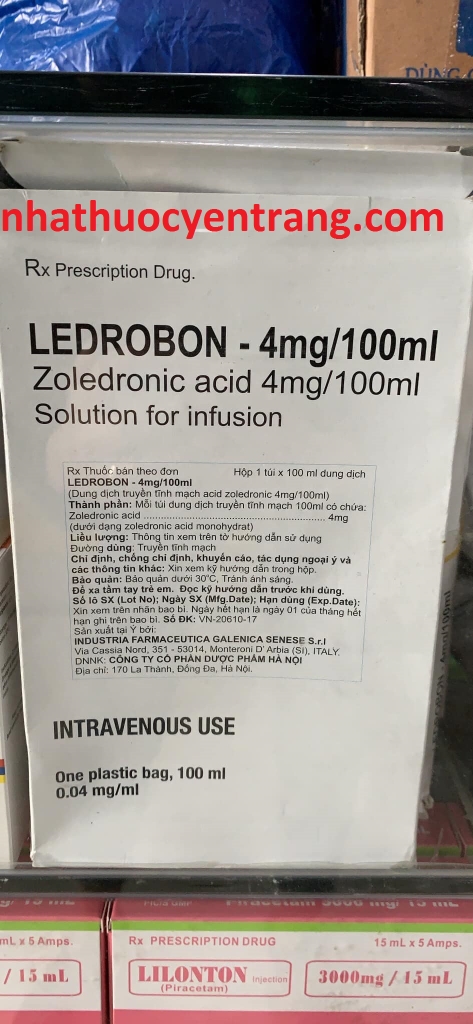 DÙNG
nhathuocyentrang.com
Rx Prescription Drug.
LEDROBON - 4mg/100ml
Zoledronic acid 4mg/100ml
Solution for infusion
Rx Thuốc bán theo đơn Hộp 1 túi x 100 ml dung dịch
LEDROBON - 4mg/100ml
(Dung dịch truyền tĩnh mạch acid zoledronic 4mg/100ml)
Thành phần: Mỗi túi dung dịch truyền tĩnh mạch 100ml có chứa:
Zoledronic acid ........................................................ 4mg
(dưới dạng zoledronic acid monohydrat)
Liều lượng: Thông tin xem trên tờ hướng dẫn sử dụng
Đường dùng: Truyền tĩnh mạch
Chỉ định, chống chỉ định, khuyến cáo, tác dụng ngoại ý và
các thông tin khác: Xin xem kỹ hướng dẫn trong hộp.
Bảo quản: Bảo quản dưới 30°C, Tránh ánh sáng.
Để xa tầm tay trẻ em. Đọc kỹ hướng dẫn trước khi dùng.
Số lô SX (Lot No); Ngày SX (Mfg.Date); Hạn dùng (Exp.Date):
Xin xem trên nhãn bao bì. Ngày hết hạn là ngày 01 của tháng hết
hạn ghi trên bao bì. Số ĐK: VN-20610-17
Sản xuất tại Ý bởi:
INDUSTRIA FARMACEUTICA GALENICA SENESE S.r.l
Via Cassia Nord, 351 - 53014, Monteroni D' Arbia (SI), ITALY.
DNNK: CÔNG TY CỔ PHẦN DƯỢC PHẨM HÀ NỘI
Địa chỉ: 170 La Thành, Đống Đa, Hà Nội.
INTRAVENOUS USE
One plastic bag, 100 ml
0.04 mg/ml
Piracetam 3000 mg/ 15 mL
mL x 5 Amps. Rx PRESCRIPTION DRUG 15 mL x 5 Amps.
/ 15 mL LILONTON Injection 3000mg / 15 mL
(Piracetam)